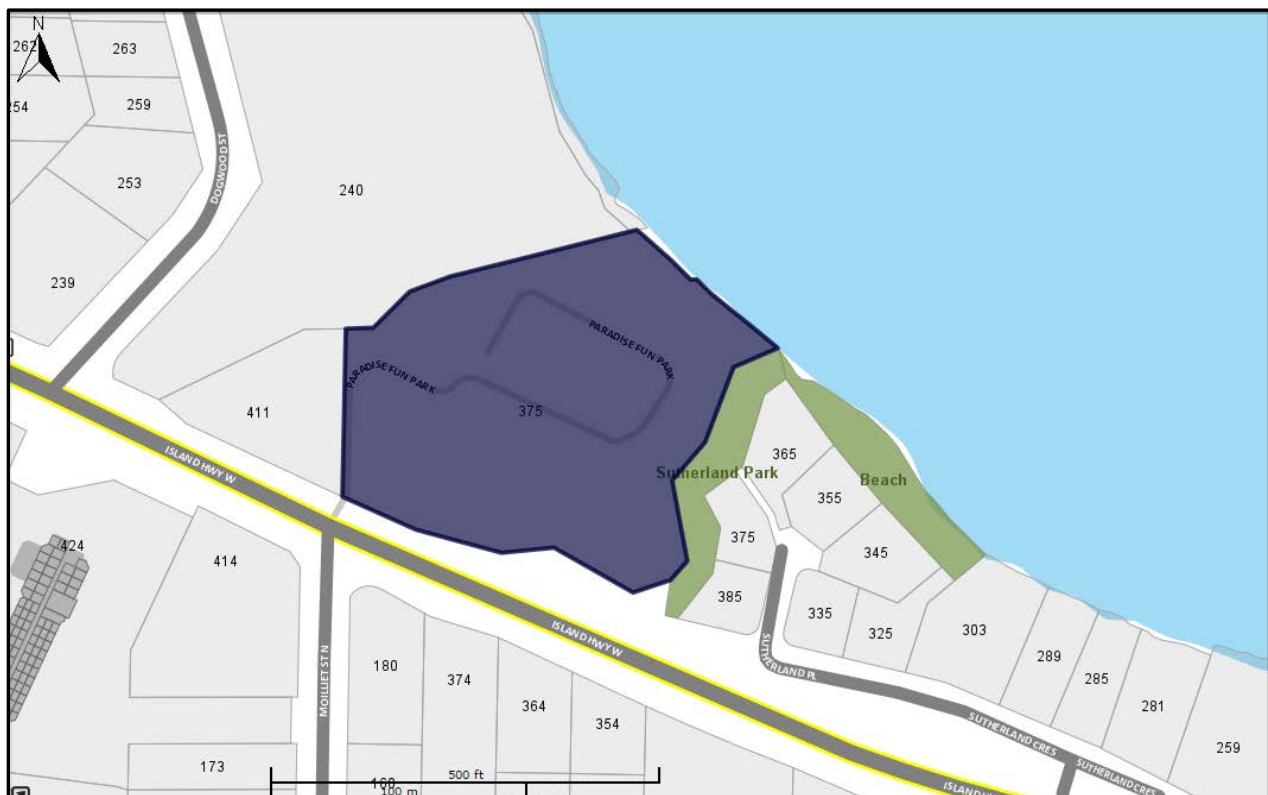 N
262
263
254
259
DOGWOOD ST
253
240
239
PARADISE FUN PARK
PARADISE FUN PARK
375
411
ISLAND HWY W
Sutherland Park
365
Beach
355
424
414
375
345
385
335
325
303
ISLAND HWY W
SUTHERLAND PL
MOILLIET ST N
180
374
364
354
289
285
281
259
SUTHERLAND CRES
SUTHERLAND CRES
173
500 ft
100 m
ISLAND